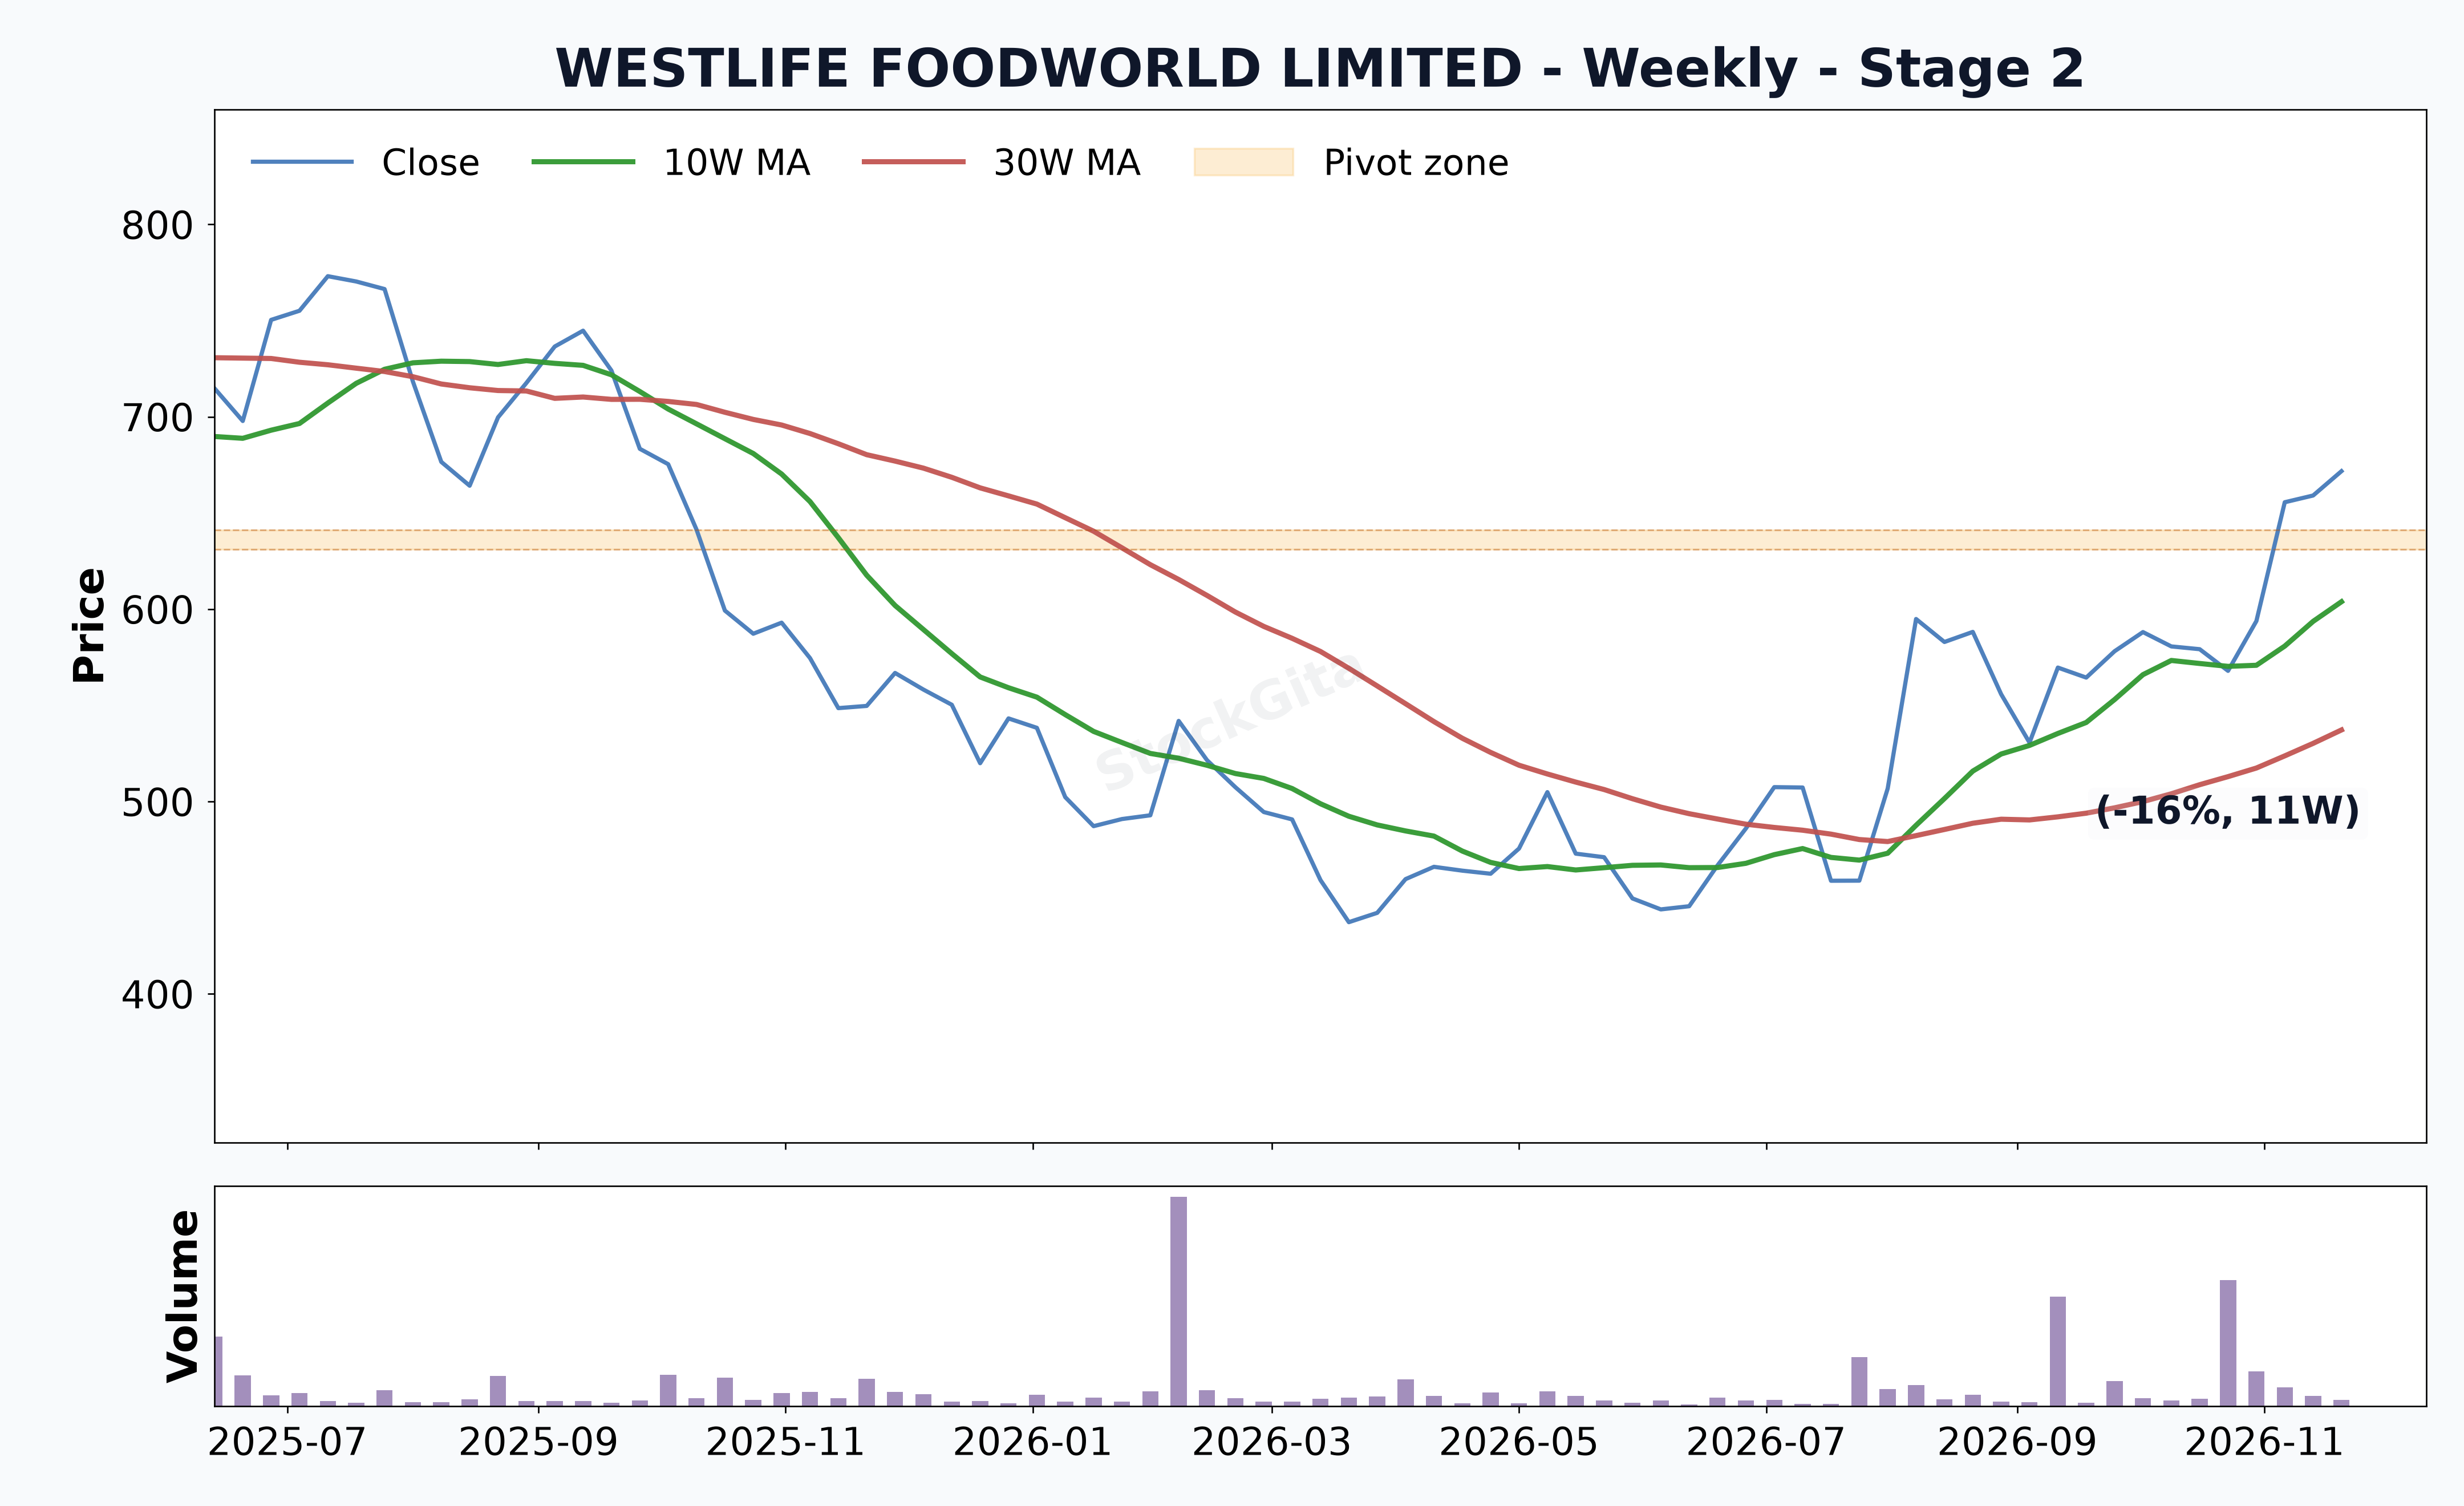 WESTLIFE FOODWORLD LIMITED - Weekly - Stage 2
Close 10W MA 30W MA Pivot zone
800
700
600
500
400
Price
StockGita
(-16%, 11W)
Volume
2025-07 2025-09 2025-11 2026-01 2026-03 2026-05 2026-07 2026-09 2026-11